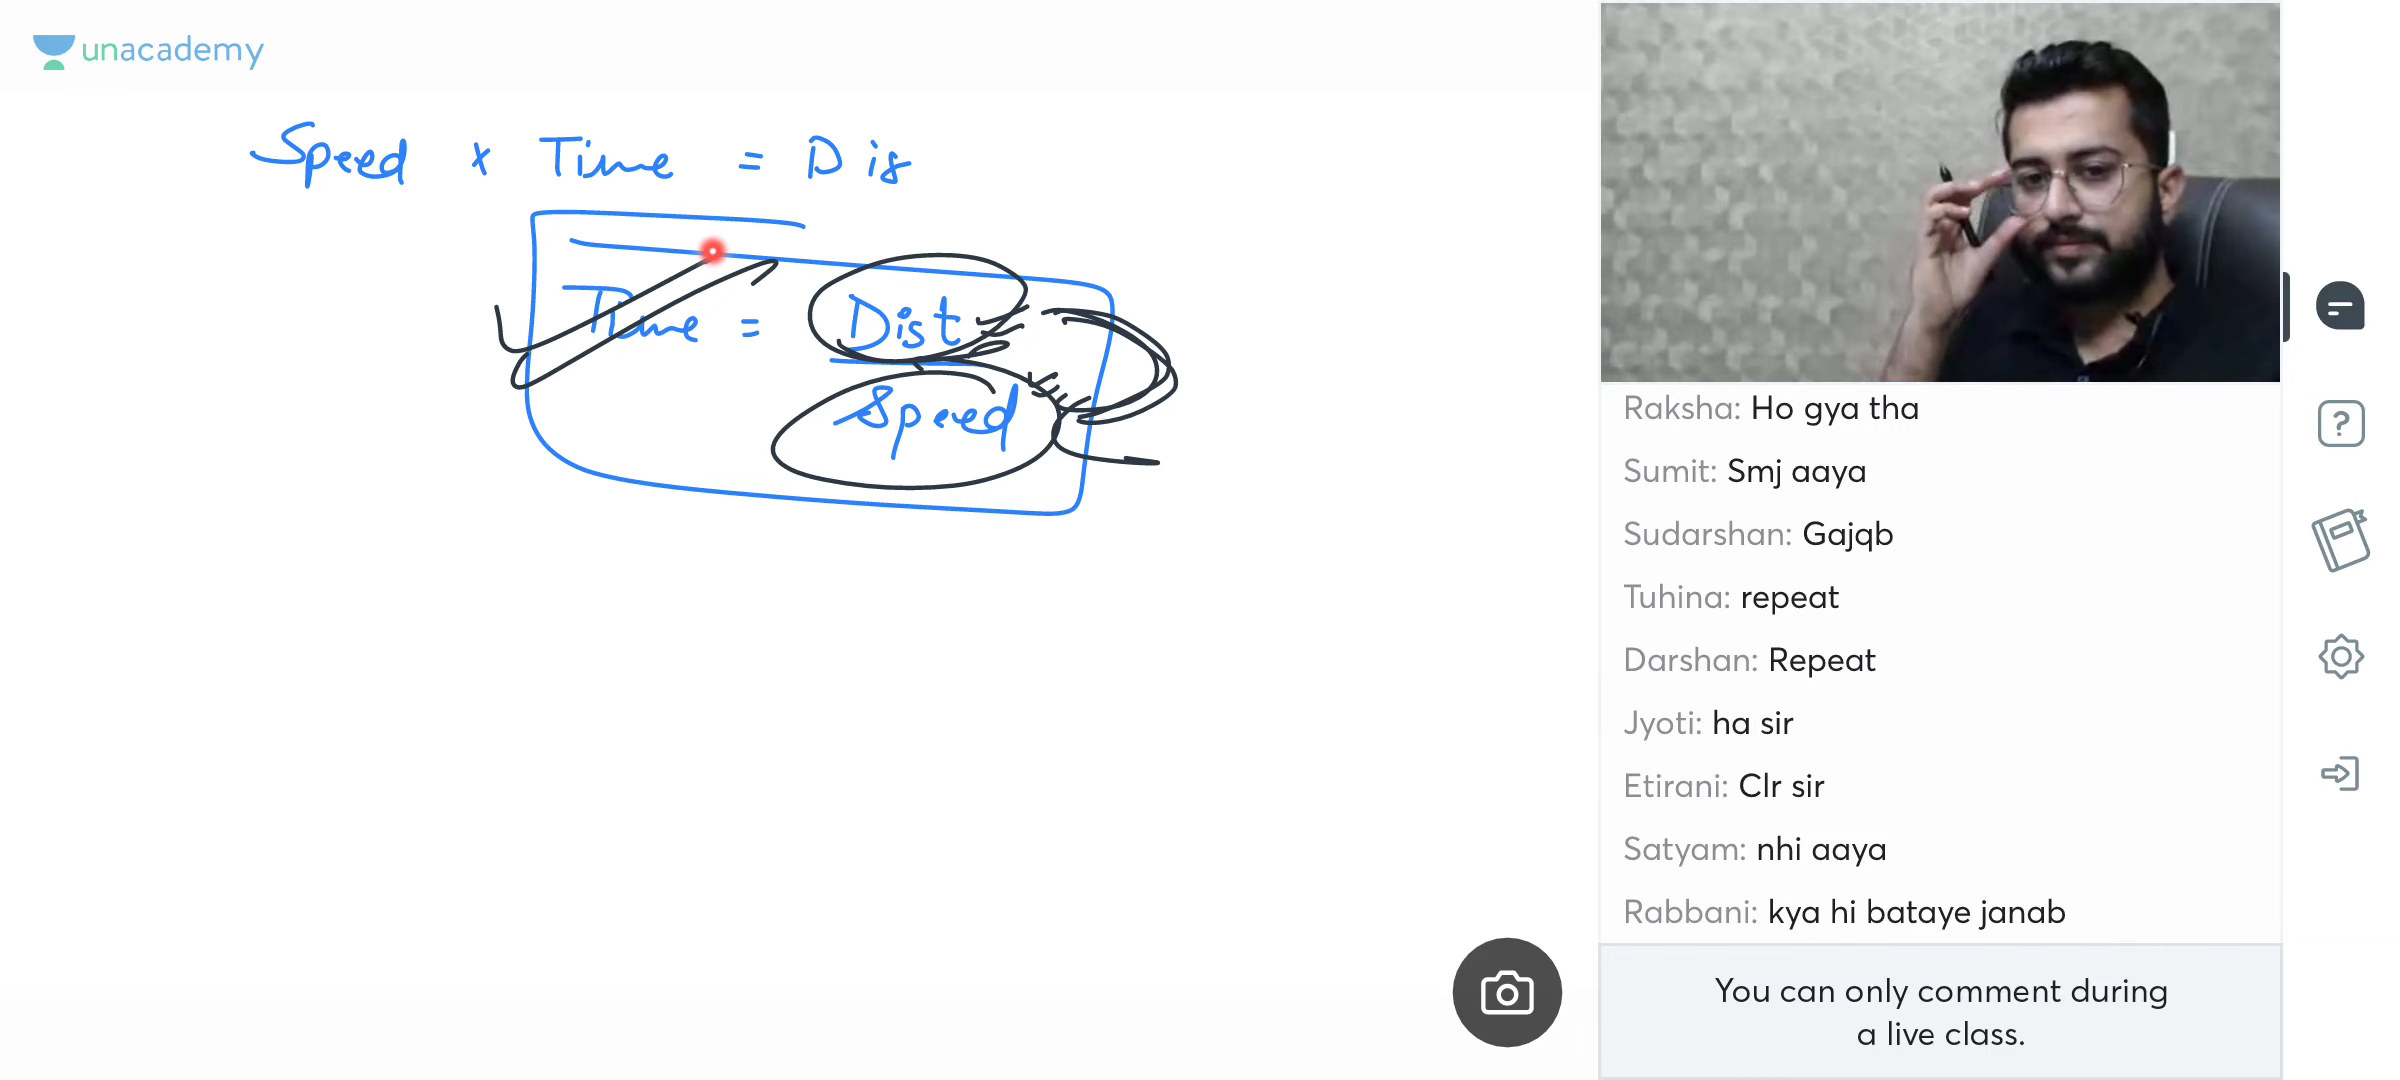 unacademy
Speed x Time = Dis
Time = Dist
Speed
Raksha: Ho gya tha
Sumit: Smj aaya
Sudarshan: Gajqb
Tuhina: repeat
Darshan: Repeat
Jyoti: ha sir
Etirani: Clr sir
Satyam: nhi aaya
Rabbani: kya hi bataye janab
You can only comment during
a live class.
?